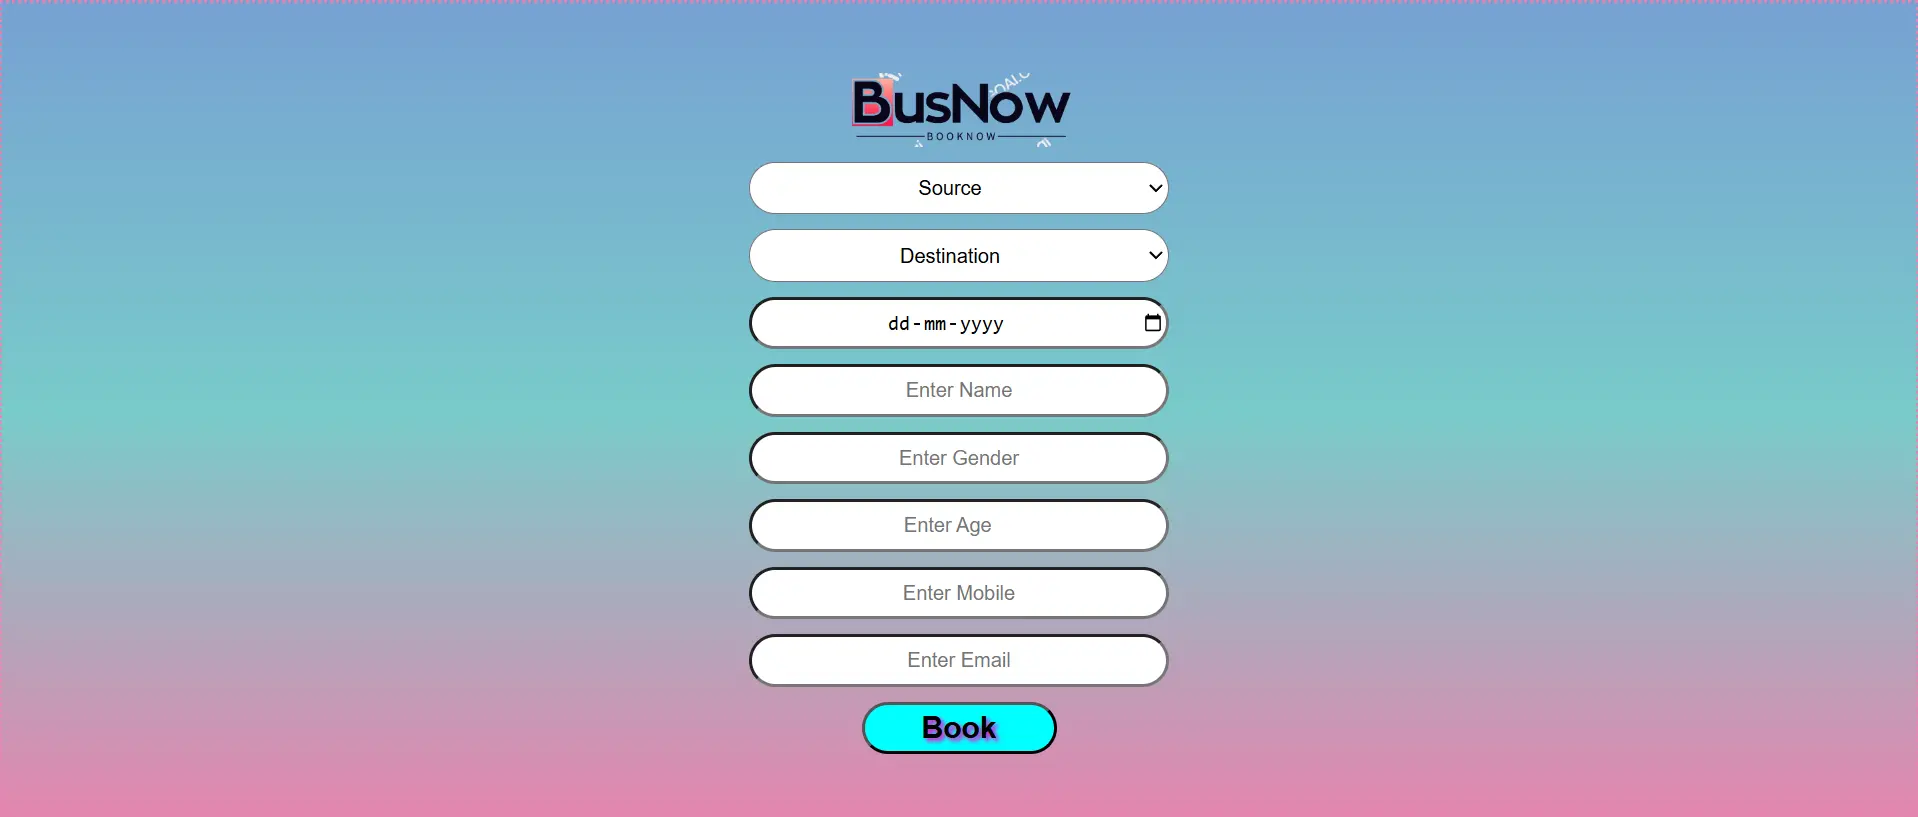 BusNow
BOOKNOW
Source
Destination
dd-mm-yyyy
Enter Name
Enter Gender
Enter Age
Enter Mobile
Enter Email
Book